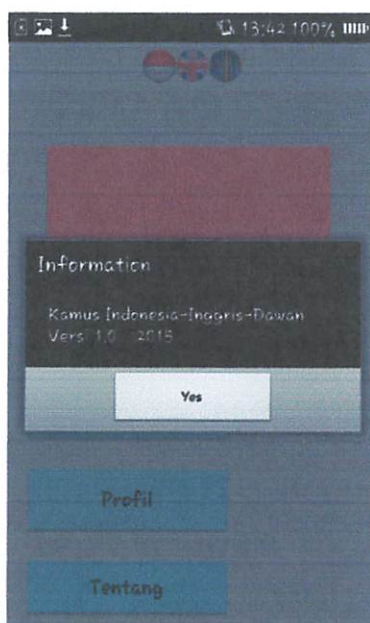 13:42 100%
Information
Kamus Indonesia-Inggris-Dawan
Vers 1.0 2015
Yes
Profil
Tentang